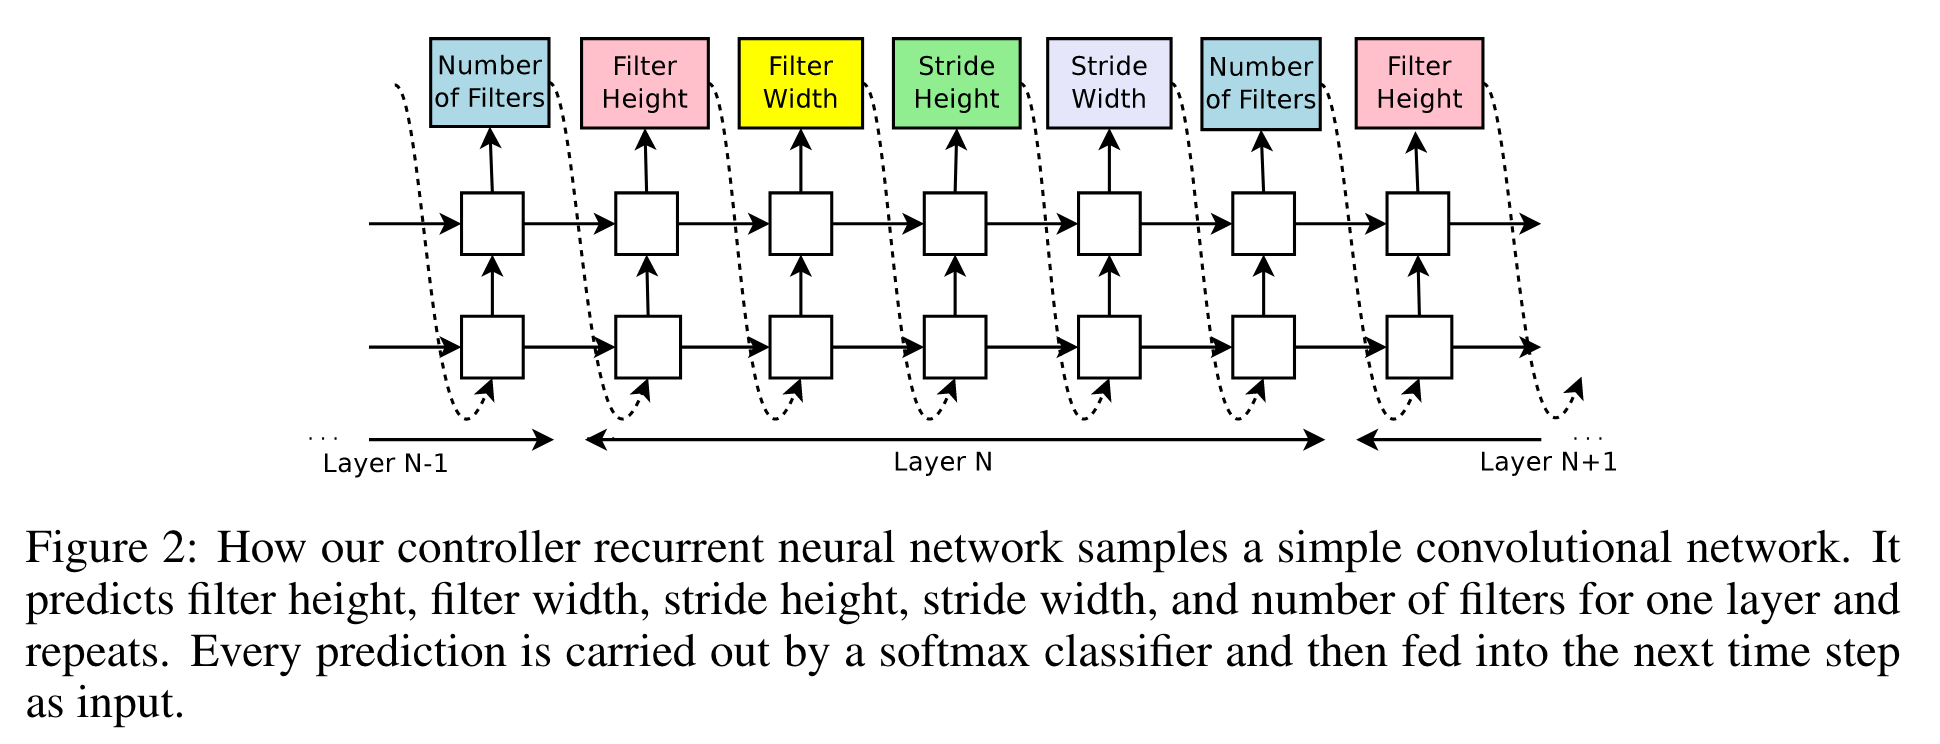 Number
of Filters
Filter
Height
Filter
Width
Stride
Height
Stride
Width
Number
of Filters
Filter
Height
. . .
Layer N-1
Layer N
Layer N+1
. . .
Figure 2: How our controller recurrent neural network samples a simple convolutional network. It
predicts filter height, filter width, stride height, stride width, and number of filters for one layer and
repeats. Every prediction is carried out by a softmax classifier and then fed into the next time step
as input.